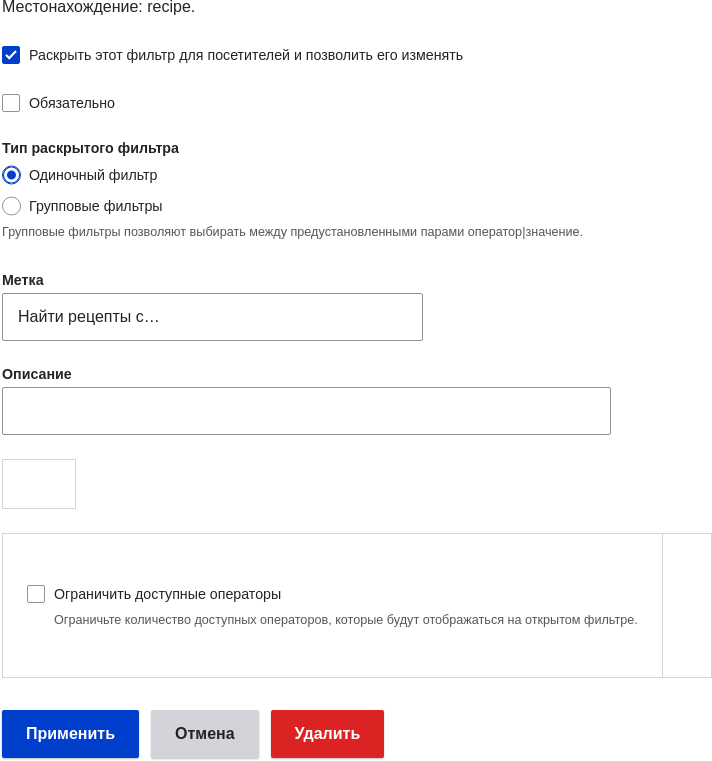 Местонахождение: recipe.
Раскрыть этот фильтр для посетителей и позволить его изменять
Обязательно
Тип раскрытого фильтра
Одиночный фильтр
Групповые фильтры
Групповые фильтры позволяют выбирать между предустановленными парами оператор|значение.
Метка
Найти рецепты с…
Описание
Ограничить доступные операторы
Ограничьте количество доступных операторов, которые будут отображаться на открытом фильтре.
Применить Отмена Удалить